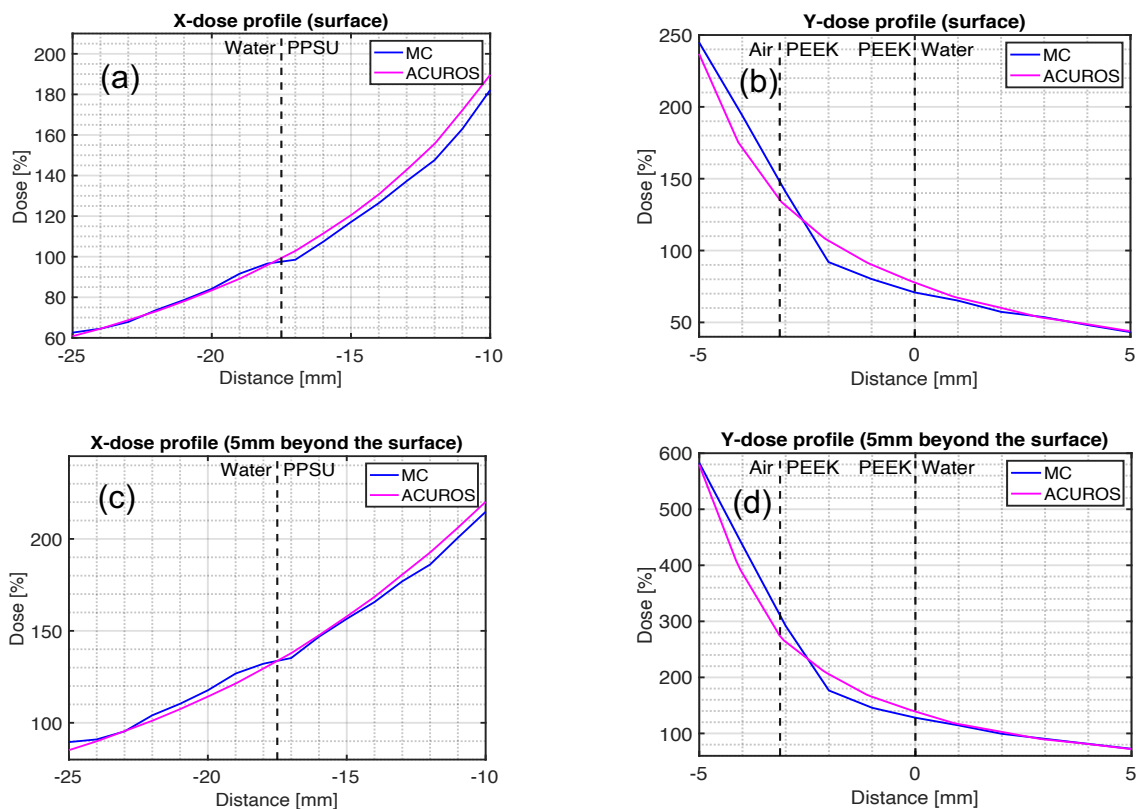 X-dose profile (surface)
200
180
160
140
120
100
80
60
Dose [%]
(a)
Water PPSU
MC
ACUROS
-25
-20
-15
-10
Distance [mm]
Y-dose profile (surface)
250
200
150
100
50
Dose [%]
(b)
Air PEEK PEEK Water
MC
ACUROS
-5
0
5
Distance [mm]
X-dose profile (5mm beyond the surface)
200
150
100
Dose [%]
(c)
Water PPSU
MC
ACUROS
-25
-20
-15
-10
Distance [mm]
Y-dose profile (5mm beyond the surface)
600
500
400
300
200
100
Dose [%]
(d)
Air PEEK PEEK Water
MC
ACUROS
-5
0
5
Distance [mm]